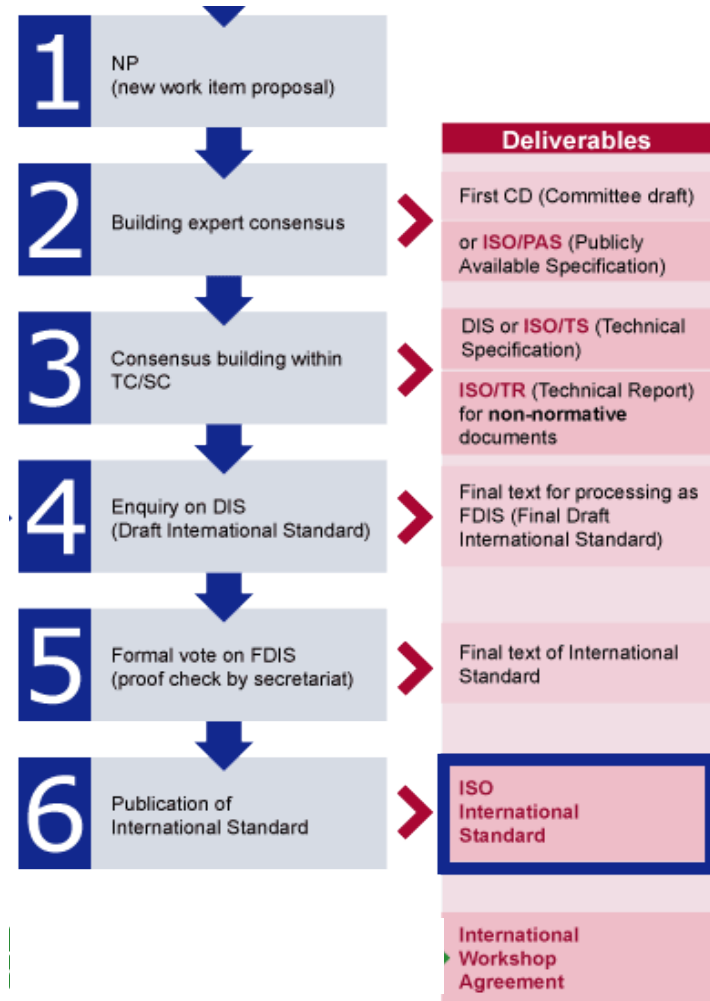 1
NP
(new work item proposal)
Deliverables
2
Building expert consensus
First CD (Committee draft)
or ISO/PAS (Publicly
Available Specification)
3
Consensus building within
TC/SC
DIS or ISO/TS (Technical
Specification)
ISO/TR (Technical Report)
for non-normative
documents
4
Enquiry on DIS
(Draft International Standard)
Final text for processing as
FDIS (Final Draft
International Standard)
5
Formal vote on FDIS
(proof check by secretariat)
Final text of International
Standard
6
Publication of
International Standard
ISO
International
Standard
International
Workshop
Agreement